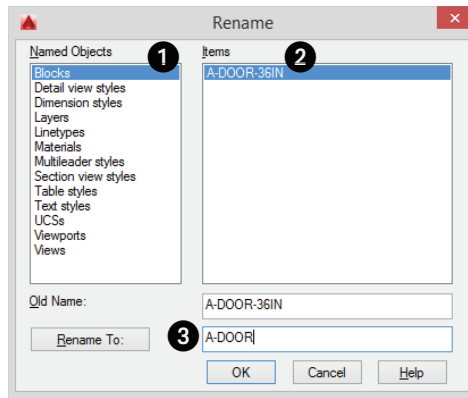 Rename
Named Objects
1
Items
2
Blocks
Detail view styles
Dimension styles
Layers
Linetypes
Materials
Multileader styles
Section view styles
Table styles
Text styles
UCSs
Viewports
Views
A-DOOR-36IN
Old Name:
A-DOOR-36IN
Rename To:
3
A-DOOR
OK
Cancel
Help